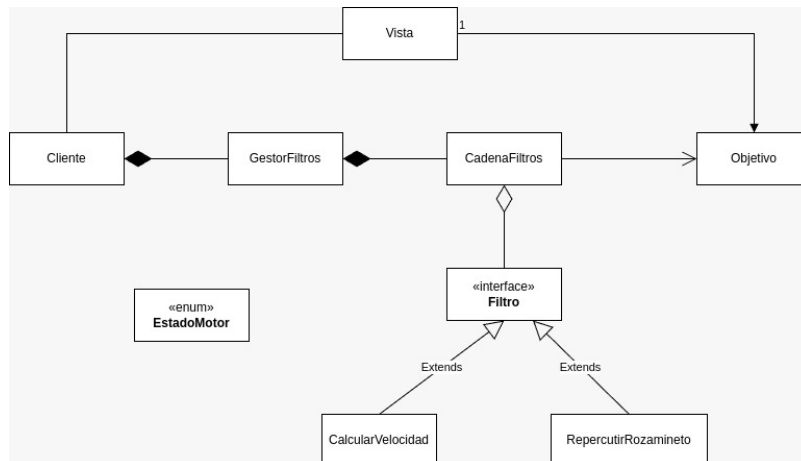 Vista
1
Cliente
GestorFiltros
CadenaFiltros
Objetivo
«interface»
Filtro
«enum»
EstadoMotor
Extends
Extends
CalcularVelocidad
RepercutirRozamineto